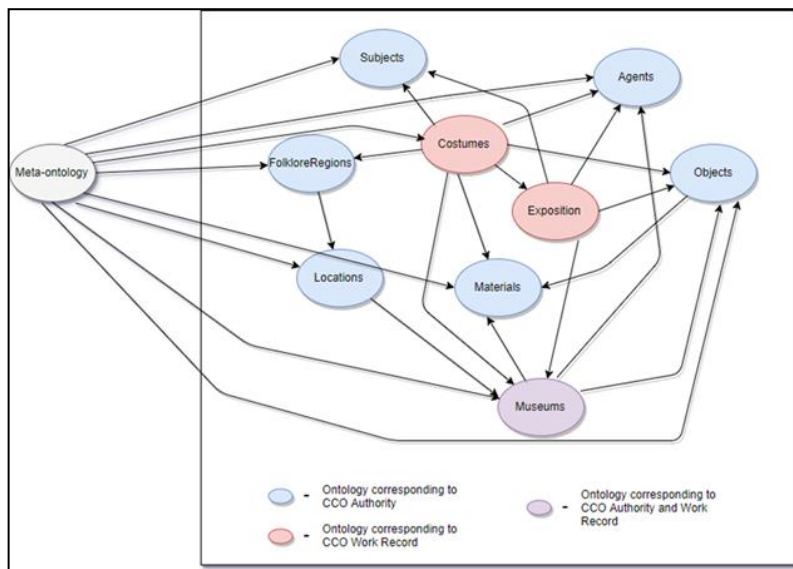 Subjects
Agents
Costumes
FolkloreRegions
Meta-ontology
Objects
Exposition
Locations
Materials
Museums
- Ontology corresponding to
CCO Authority
- Ontology corresponding to
CCO Authority and Work
Record
- Ontology corresponding to
CCO Work Record